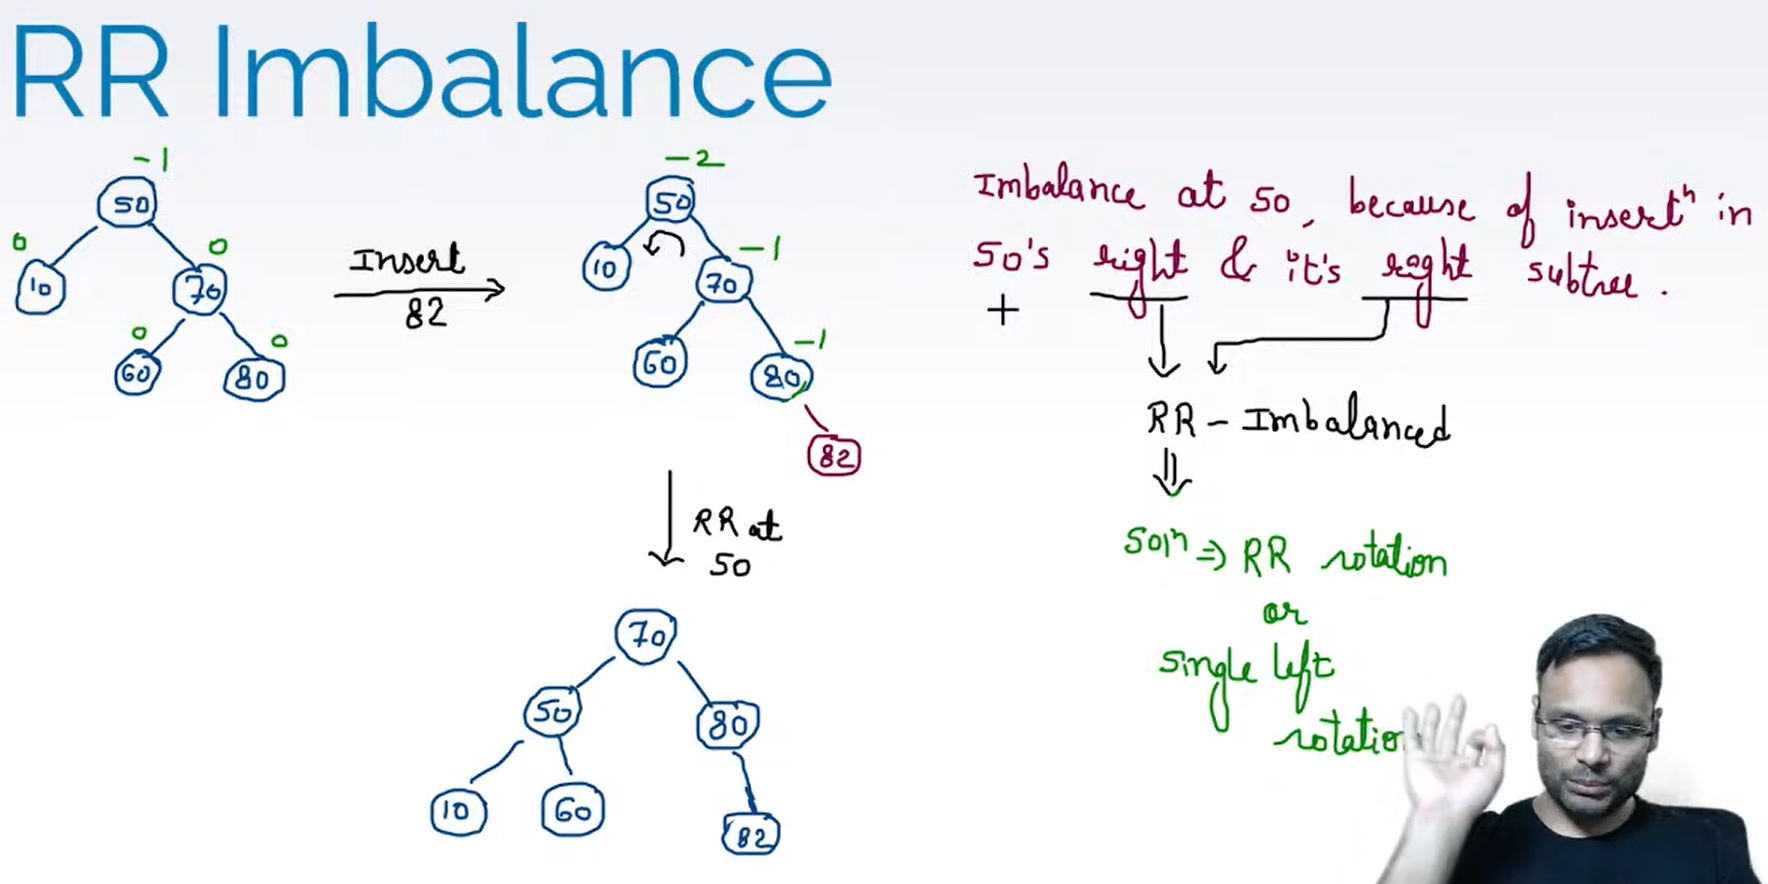 RR Imbalance
-1
50
0
0
10
70
0
0
60
80
Insert
82
-2
50
-1
10
70
-1
60
80
82
RR at
50
70
50
80
10
60
82
Imbalance at 50, because of insertⁿ in
50's right & it's right subtree.
+
RR - Imbalanced
solⁿ ⇒ RR rotation
or
single left
rotation